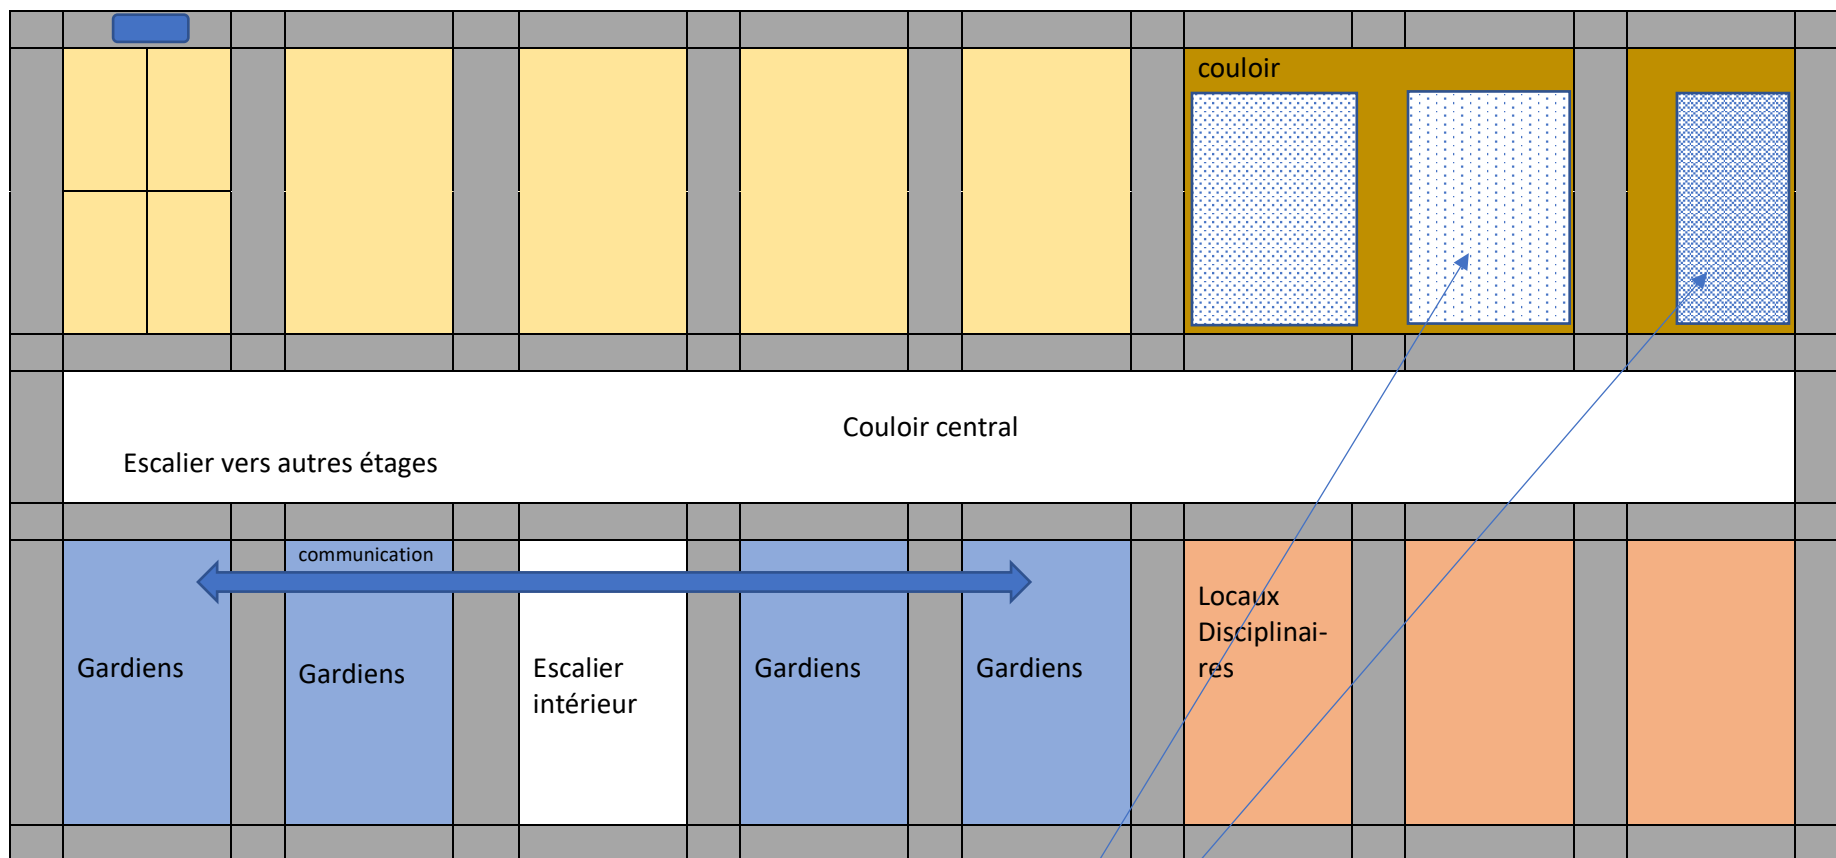 couloir
Couloir central
Escalier vers autres étages
communication
Gardiens
Gardiens
Escalier
intérieur
Gardiens
Gardiens
Locaux
Disciplinai-
res